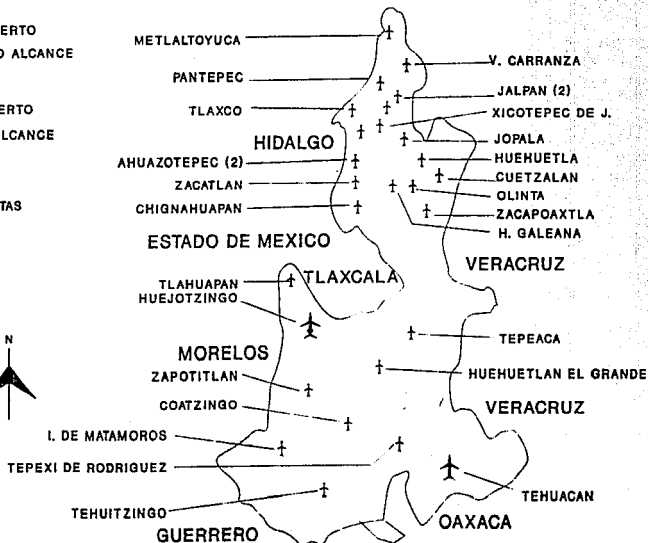 ERTO
O ALCANCE
ERTO
LCANCE
TAS
N
METLALTOYUCA
V. CARRANZA
PANTEPEC
JALPAN (2)
TLAXCO
XICOTEPEC DE J.
HIDALGO
JOPALA
AHUAZOTEPEC (2)
HUEHUETLA
ZACATLAN
CUETZALAN
OLINTA
CHIGNAHUAPAN
ZACAPOAXTLA
H. GALEANA
ESTADO DE MEXICO
VERACRUZ
TLAHUAPAN
TLAXCALA
HUEJOTZINGO
TEPEACA
MORELOS
ZAPOTITLAN
HUEHUETLAN EL GRANDE
COATZINGO
VERACRUZ
I. DE MATAMOROS
TEPEXI DE RODRIGUEZ
TEHUACAN
TEHUITZINGO
OAXACA
GUERRERO